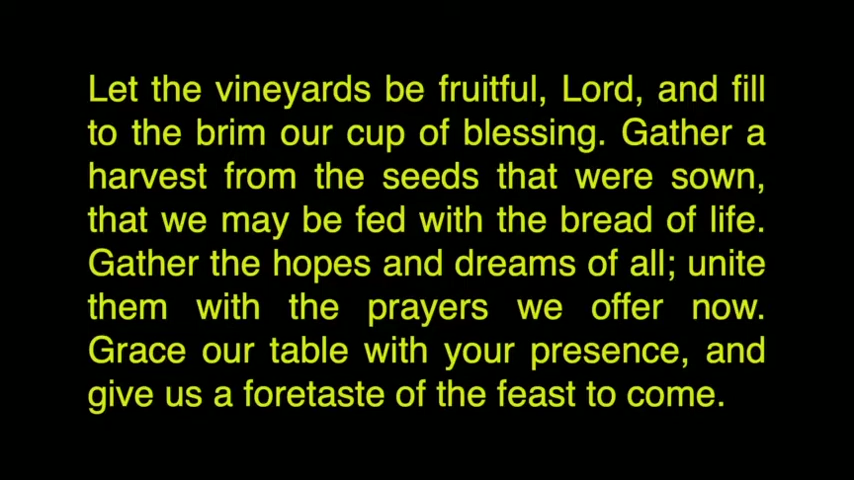 Let the vineyards be fruitful, Lord, and fill
to the brim our cup of blessing. Gather a
harvest from the seeds that were sown,
that we may be fed with the bread of life.
Gather the hopes and dreams of all; unite
them with the prayers we offer now.
Grace our table with your presence, and
give us a foretaste of the feast to come.